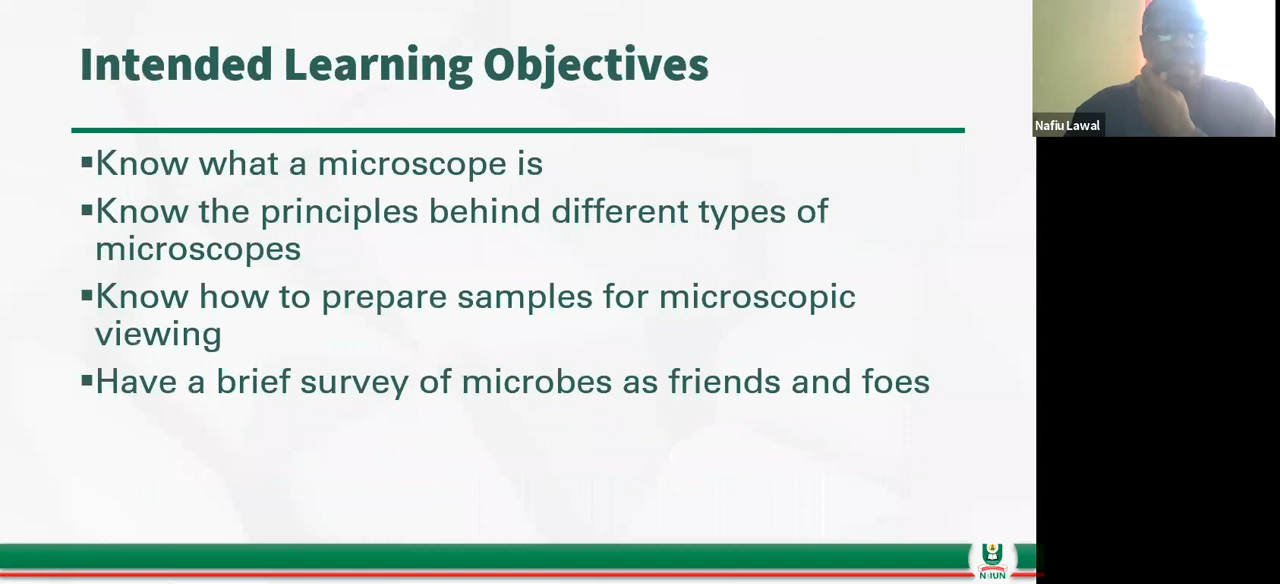 Intended Learning Objectives
▪Know what a microscope is
▪Know the principles behind different types of
microscopes
▪Know how to prepare samples for microscopic
viewing
▪Have a brief survey of microbes as friends and foes
Nafiu Lawal